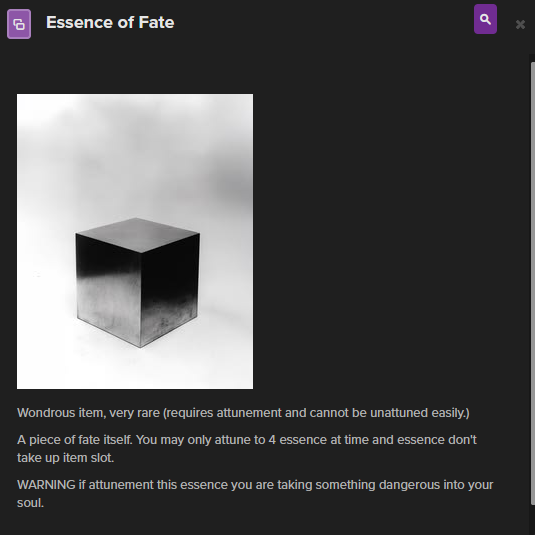 Essence of Fate
Wondrous item, very rare (requires attunement and cannot be unattuned easily.)
A piece of fate itself. You may only attune to 4 essence at time and essence don't
take up item slot.
WARNING if attunement this essence you are taking something dangerous into your
soul.